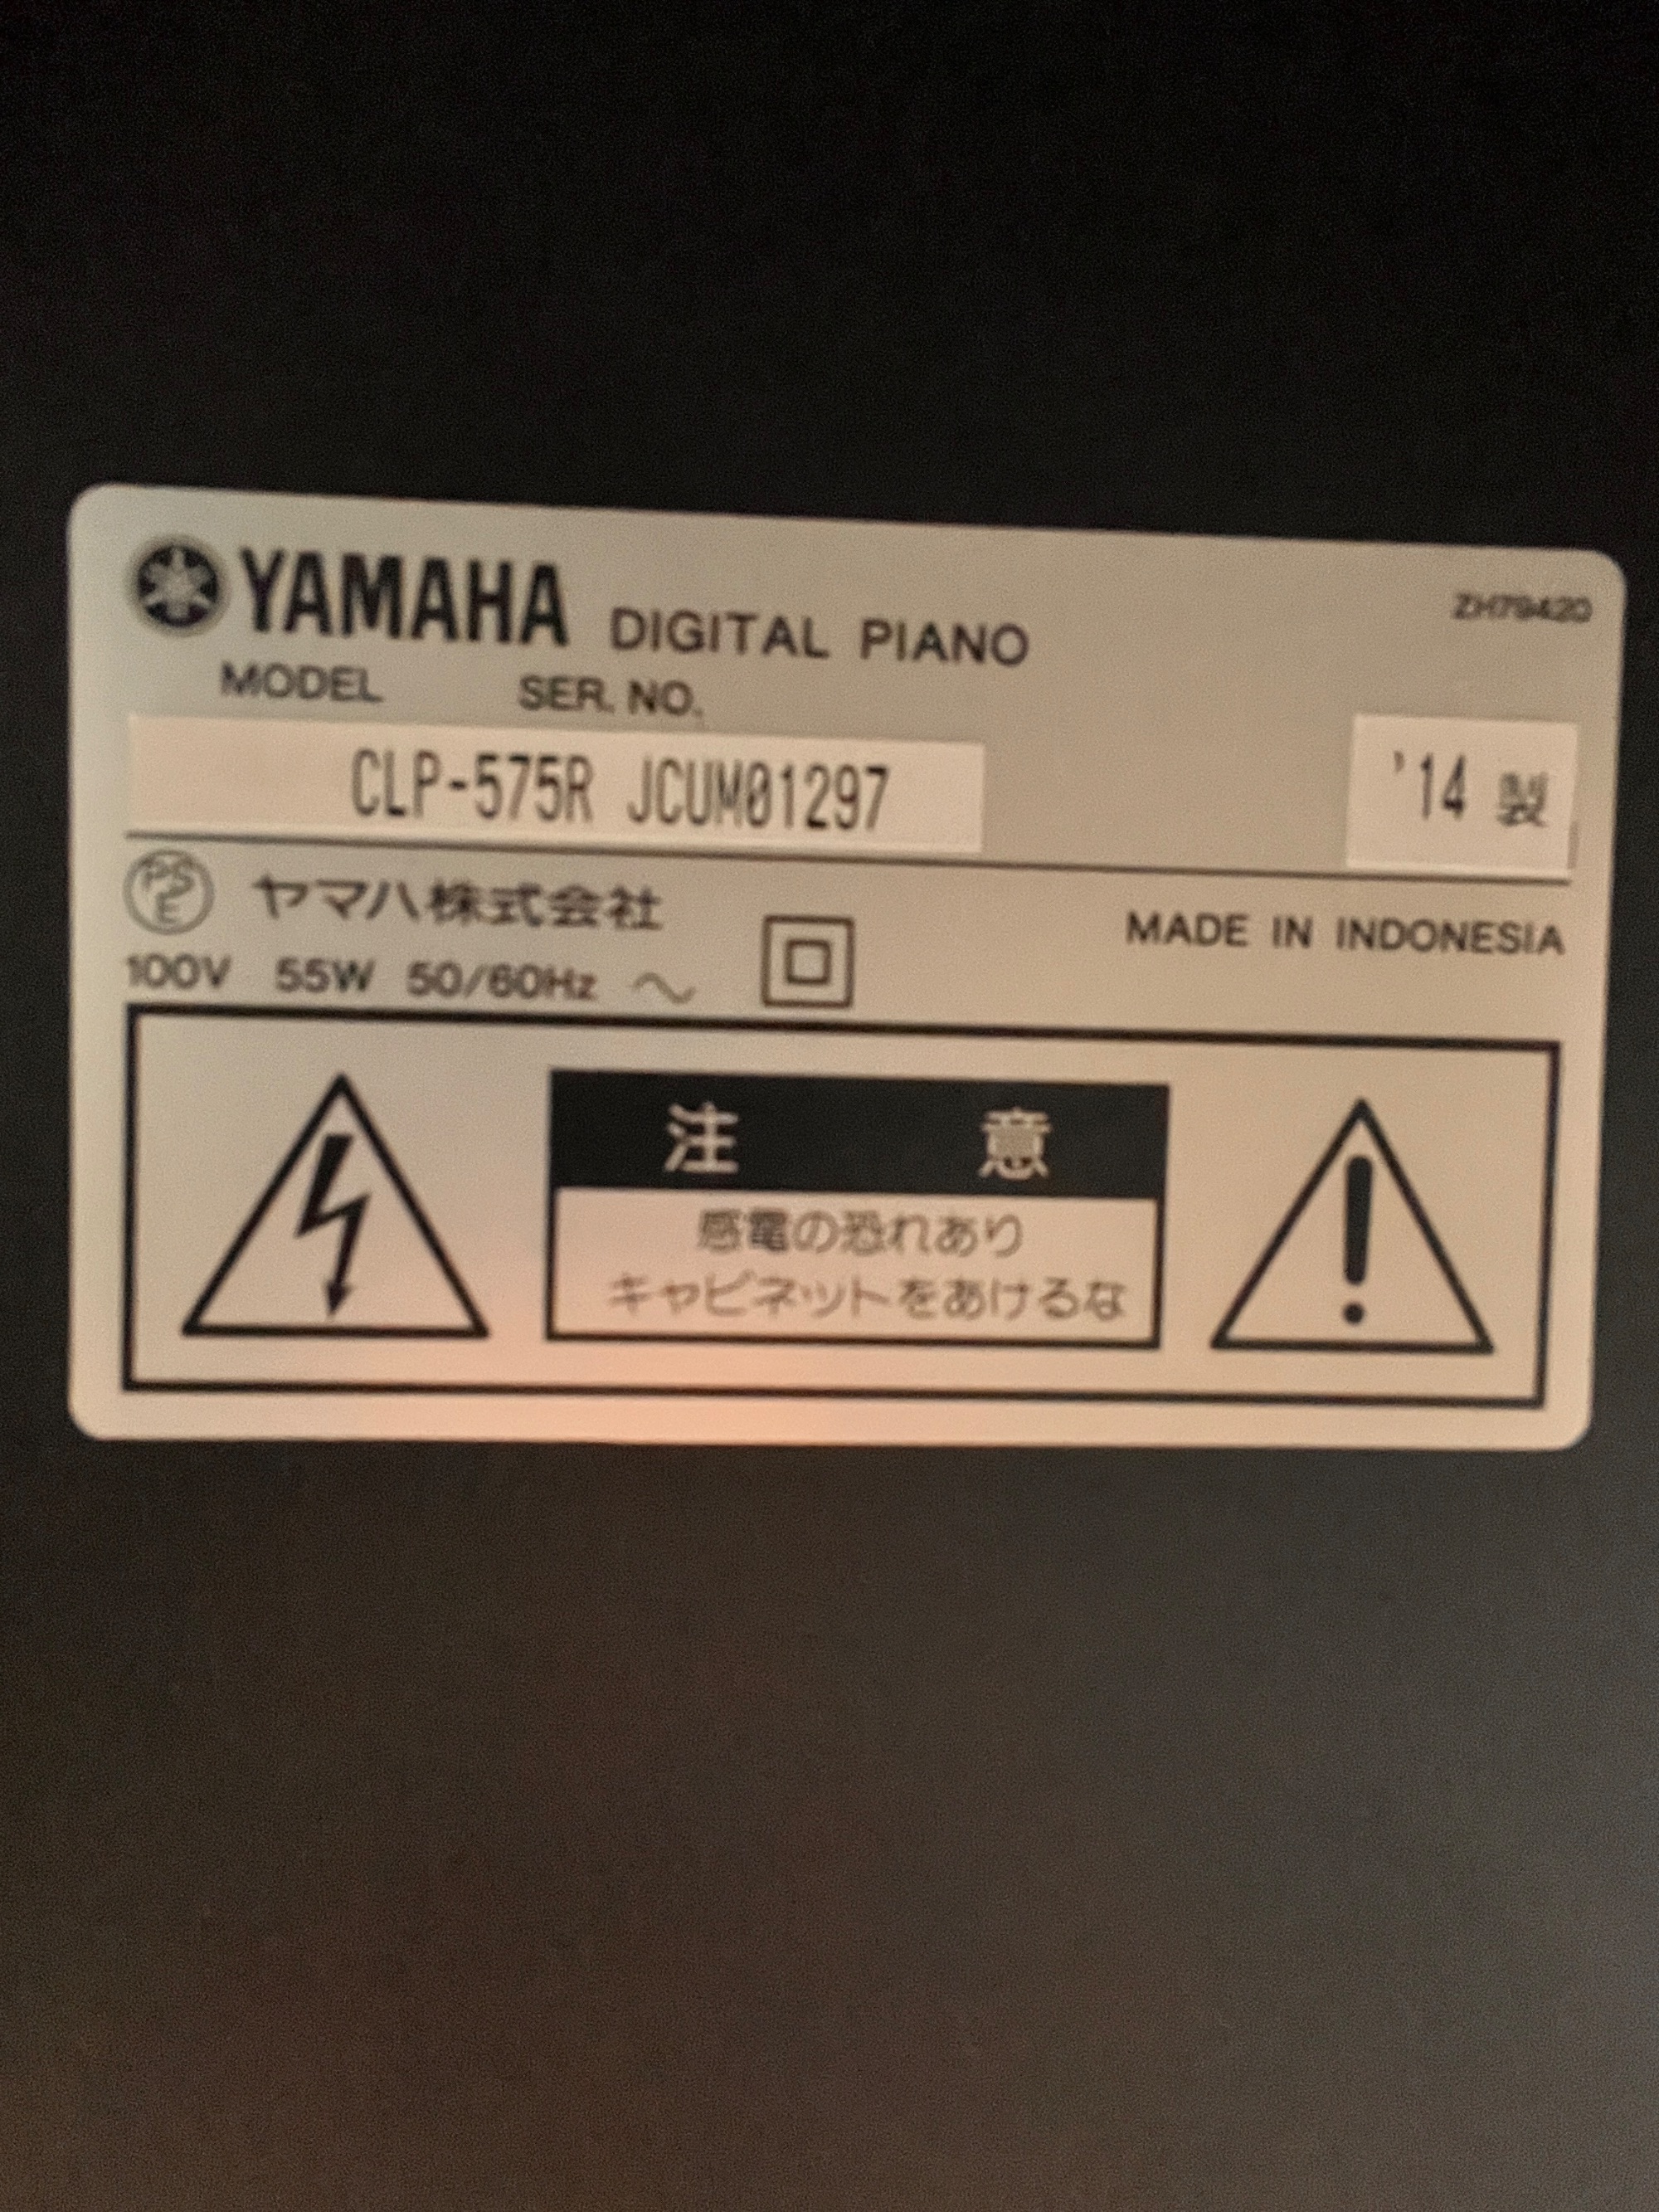 YAMAHA DIGITAL PIANO
ZH79420
MODEL SER. NO.
CLP-575R JCUM01297
'14 製
PSE ヤマハ株式会社
MADE IN INDONESIA
100V 55W 50/60Hz ～
注 意
感電の恐れあり
キャビネットをあけるな